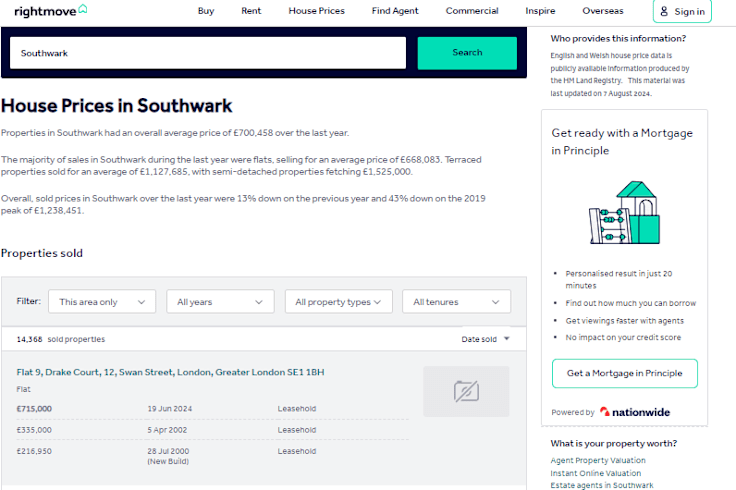 rightmove
Buy
Rent
House Prices
Find Agent
Commercial
Inspire
Overseas
Sign in
Southwark
Search
House Prices in Southwark
Properties in Southwark had an overall average price of £700,458 over the last year.
The majority of sales in Southwark during the last year were flats, selling for an average price of £668,083. Terraced
properties sold for an average of £1,127,685, with semi-detached properties fetching £1,525,000.
Overall, sold prices in Southwark over the last year were 13% down on the previous year and 43% down on the 2019
peak of £1,238,451.
Properties sold
Filter:
This area only
All years
All property types
All tenures
14,368 sold properties
Date sold
Flat 9, Drake Court, 12, Swan Street, London, Greater London SE1 1BH
Flat
£715,000 19 Jun 2024 Leasehold
£335,000 5 Apr 2002 Leasehold
£216,950 28 Jul 2000 Leasehold
(New Build)
Who provides this information?
English and Welsh house price data is
publicly available information produced by
the HM Land Registry. This material was
last updated on 7 August 2024.
Get ready with a Mortgage
in Principle
• Personalised result in just 20
minutes
• Find out how much you can borrow
• Get viewings faster with agents
• No impact on your credit score
Get a Mortgage in Principle
Powered by nationwide
What is your property worth?
Agent Property Valuation
Instant Online Valuation
Estate agents in Southwark